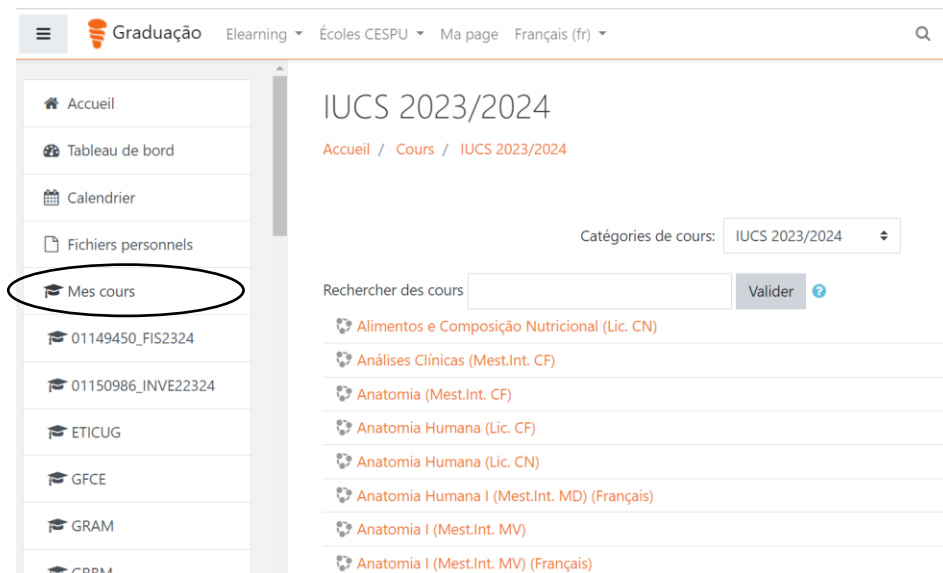 Graduação Elearning Écoles CESPU Ma page Français (fr)
Accueil
Tableau de bord
Calendrier
Fichiers personnels
Mes cours
01149450_FIS2324
01150986_INVE22324
ETICUG
GFCE
GRAM
IUCS 2023/2024
Accueil / Cours / IUCS 2023/2024
Catégories de cours: IUCS 2023/2024
Rechercher des cours Valider
Alimentos e Composição Nutricional (Lic. CN)
Análises Clínicas (Mest.Int. CF)
Anatomia (Mest.Int. CF)
Anatomia Humana (Lic. CF)
Anatomia Humana (Lic. CN)
Anatomia Humana I (Mest.Int. MD) (Français)
Anatomia I (Mest.Int. MV)
Anatomia I (Mest.Int. MV) (Français)